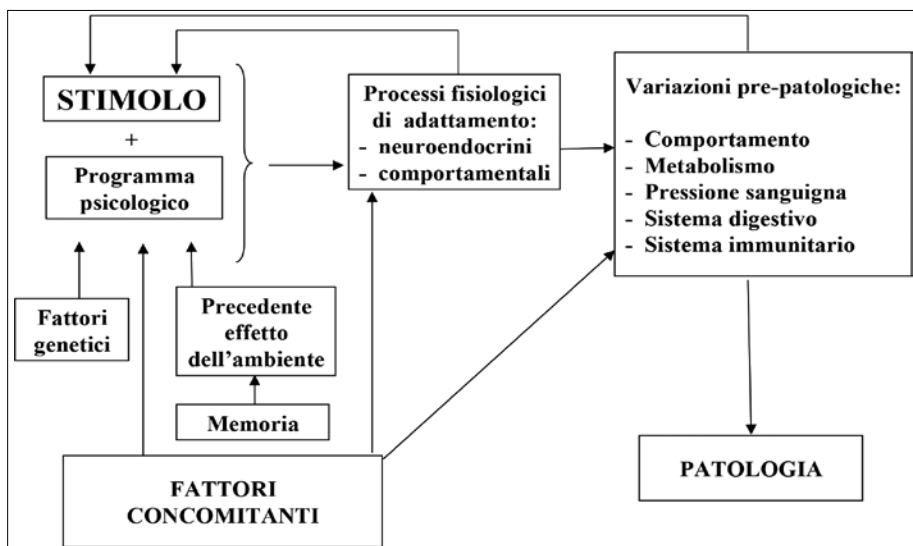 STIMOLO
+
Programma
psicologico
Fattori
genetici
Precedente
effetto
dell'ambiente
Memoria
FATTORI
CONCOMITANTI
Processi fisiologici
di adattamento:
- neuroendocrini
- comportamentali
Variazioni pre-patologiche:
- Comportamento
- Metabolismo
- Pressione sanguigna
- Sistema digestivo
- Sistema immunitario
PATOLOGIA